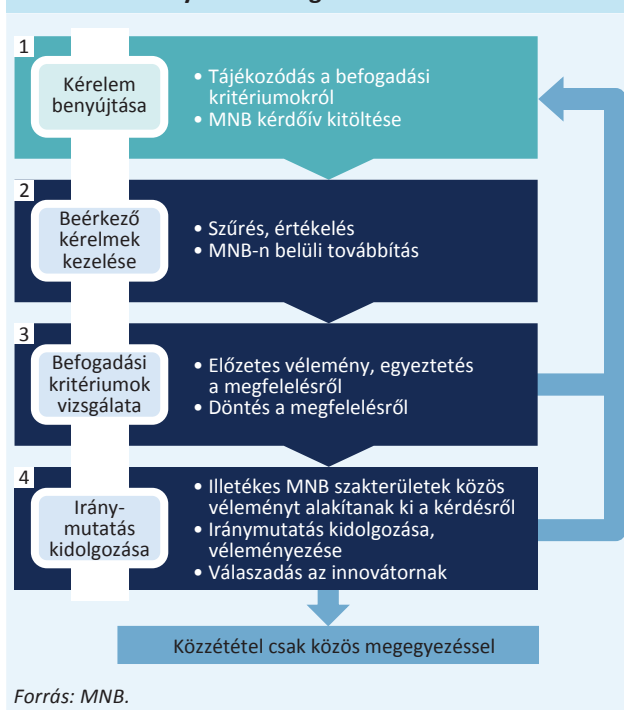 1
Kérelem
benyújtása
• Tájékozódás a befogadási
kritériumokról
• MNB kérdőív kitöltése
2
Beérkező
kérelmek
kezelése
• Szűrés, értékelés
• MNB-n belüli továbbítás
3
Befogadási
kritériumok
vizsgálata
• Előzetes vélemény, egyeztetés
a megfelelésről
• Döntés a megfelelésről
4
Irány-
mutatás
kidolgozása
• Illetékes MNB szakterületek közös
véleményt alakítanak ki a kérdésről
• Iránymutatás kidolgozása,
véleményezése
• Válaszadás az innovátornak
Közzététel csak közös megegyezéssel
Forrás: MNB.